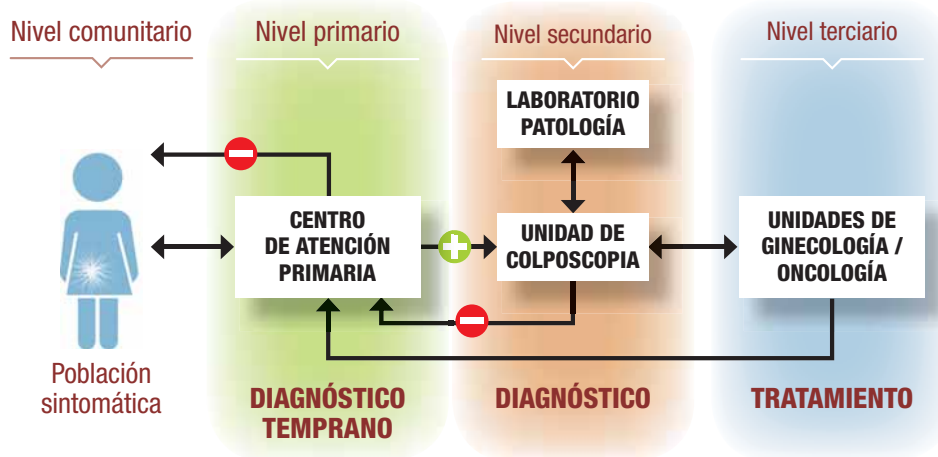 Nivel comunitario
Nivel primario
Nivel secundario
Nivel terciario
LABORATORIO
PATOLOGÍA
CENTRO
DE ATENCIÓN
PRIMARIA
UNIDAD DE
COLPOSCOPIA
UNIDADES DE
GINECOLOGÍA /
ONCOLOGÍA
Población
sintomática
DIAGNÓSTICO
TEMPRANO
DIAGNÓSTICO
TRATAMIENTO